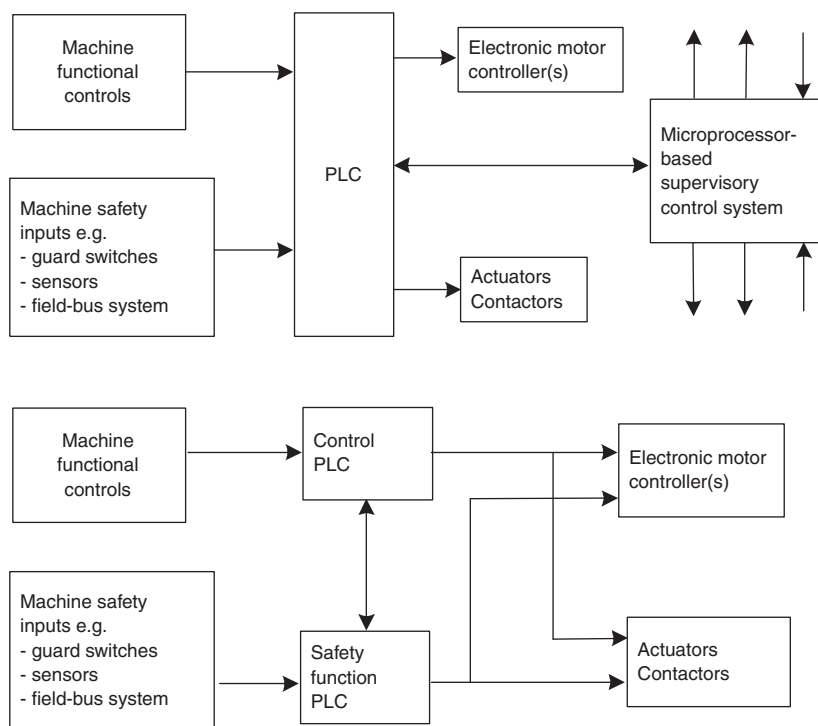 Machine
functional
controls
Machine safety
inputs e.g.
- guard switches
- sensors
- field-bus system
PLC
Electronic motor
controller(s)
Actuators
Contactors
Microprocessor-
based
supervisory
control system
Machine
functional
controls
Machine safety
inputs e.g.
- guard switches
- sensors
- field-bus system
Control
PLC
Safety
function
PLC
Electronic motor
controller(s)
Actuators
Contactors